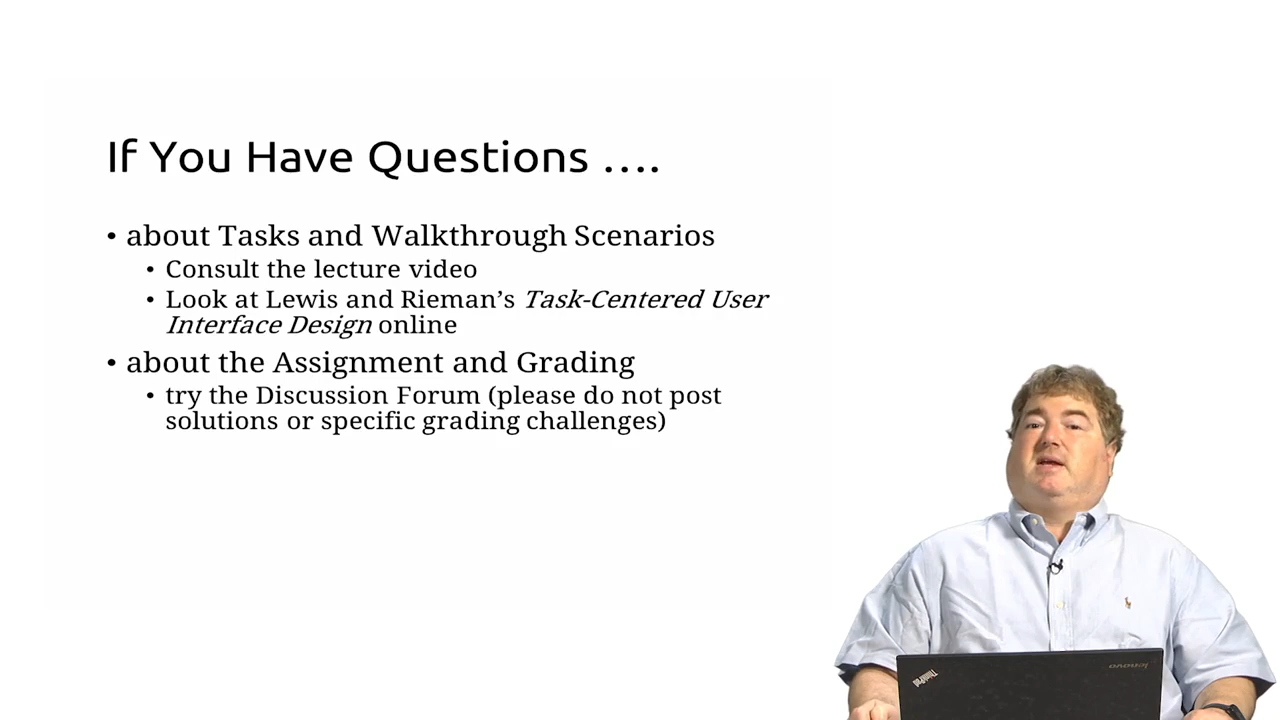 If You Have Questions ....
• about Tasks and Walkthrough Scenarios
• Consult the lecture video
• Look at Lewis and Rieman’s Task-Centered User
Interface Design online
• about the Assignment and Grading
• try the Discussion Forum (please do not post
solutions or specific grading challenges)
lenovo
ThinkPad